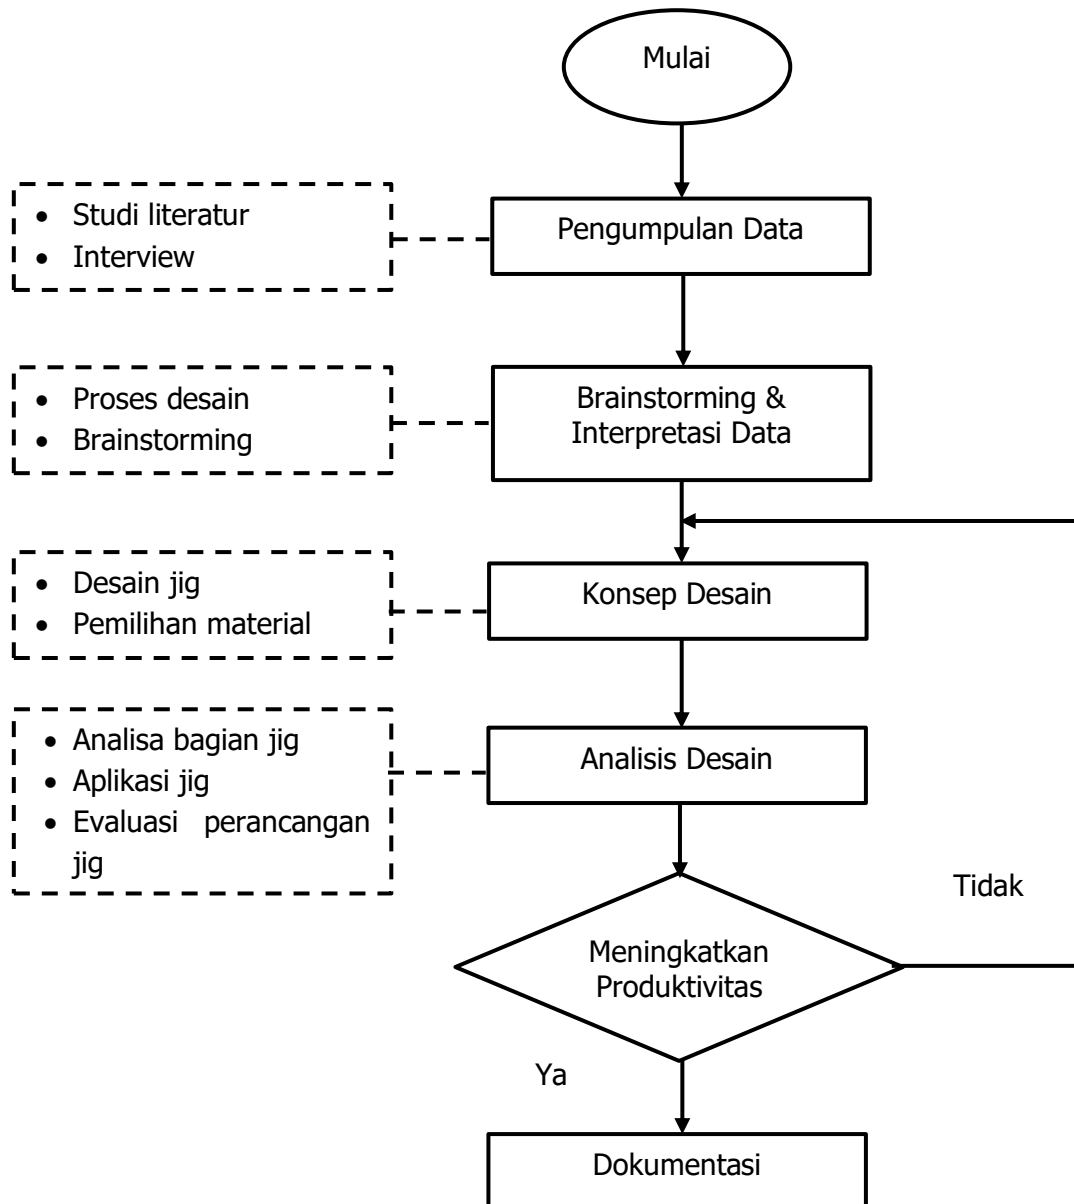 Mulai
• Studi literatur
• Interview
Pengumpulan Data
• Proses desain
• Brainstorming
Brainstorming &
Interpretasi Data
• Desain jig
• Pemilihan material
Konsep Desain
• Analisa bagian jig
• Aplikasi jig
• Evaluasi perancangan
jig
Analisis Desain
Tidak
Meningkatkan
Produktivitas
Ya
Dokumentasi